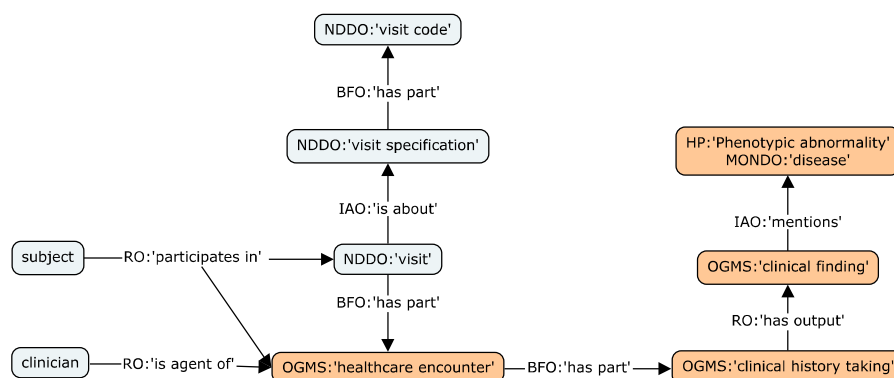 NDDO:'visit code'
BFO:'has part'
NDDO:'visit specification'
HP:'Phenotypic abnormality'
MONDO:'disease'
IAO:'is about'
IAO:'mentions'
subject
RO:'participates in'
NDDO:'visit'
OGMS:'clinical finding'
BFO:'has part'
RO:'has output'
clinician
RO:'is agent of'
OGMS:'healthcare encounter'
BFO:'has part'
OGMS:'clinical history taking'